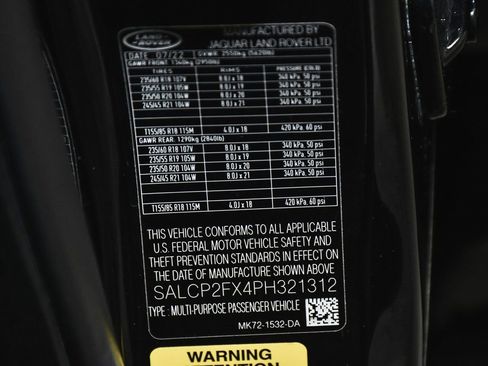 LAND ROVER
MANUFACTURED BY
JAGUAR LAND ROVER LTD
DATE 07/22 GVWR 2550kg (5620lb)
GAWR FRONT 1340kg (2950lb)
TIRES RIMS PRESSURE (COLD)
235/60 R18 107V 8.0J x 18 340 kPa, 50 psi
235/55 R19 105W 8.0J x 19 340 kPa, 50 psi
235/50 R20 104W 8.0J x 20 340 kPa, 50 psi
245/45 R21 104W 8.0J x 21 340 kPa, 50 psi
T155/85 R18 115M 4.0J x 18 420 kPa, 60 psi
GAWR REAR: 1290kg (2840lb)
235/60 R18 107V 8.0J x 18 340 kPa, 50 psi
235/55 R19 105W 8.0J x 19 340 kPa, 50 psi
235/50 R20 104W 8.0J x 20 340 kPa, 50 psi
245/45 R21 104W 8.0J x 21 340 kPa, 50 psi
T155/85 R18 115M 4.0J x 18 420 kPa, 60 psi
THIS VEHICLE CONFORMS TO ALL APPLICABLE
U.S. FEDERAL MOTOR VEHICLE SAFETY AND
THEFT PREVENTION STANDARDS IN EFFECT ON
THE DATE OF MANUFACTURE SHOWN ABOVE
SALCP2FX4PH321312
TYPE : MULTI-PURPOSE PASSENGER VEHICLE
MK72-1532-DA
WARNING
ATTENTION